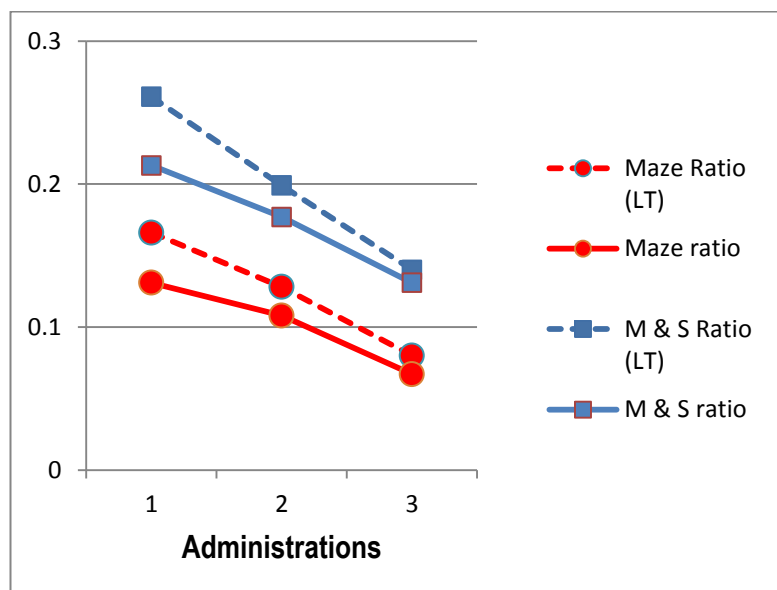 0.3
0.2
0.1
0
1 2 3
Administrations
Maze Ratio
(LT)
Maze ratio
M & S Ratio
(LT)
M & S ratio